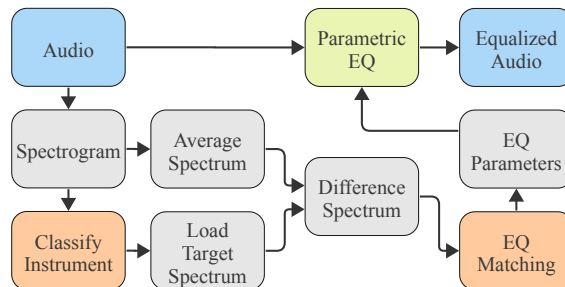 Audio
Parametric
EQ
Equalized
Audio
Spectrogram
Average
Spectrum
Difference
Spectrum
EQ
Parameters
Classify
Instrument
Load
Target
Spectrum
EQ
Matching